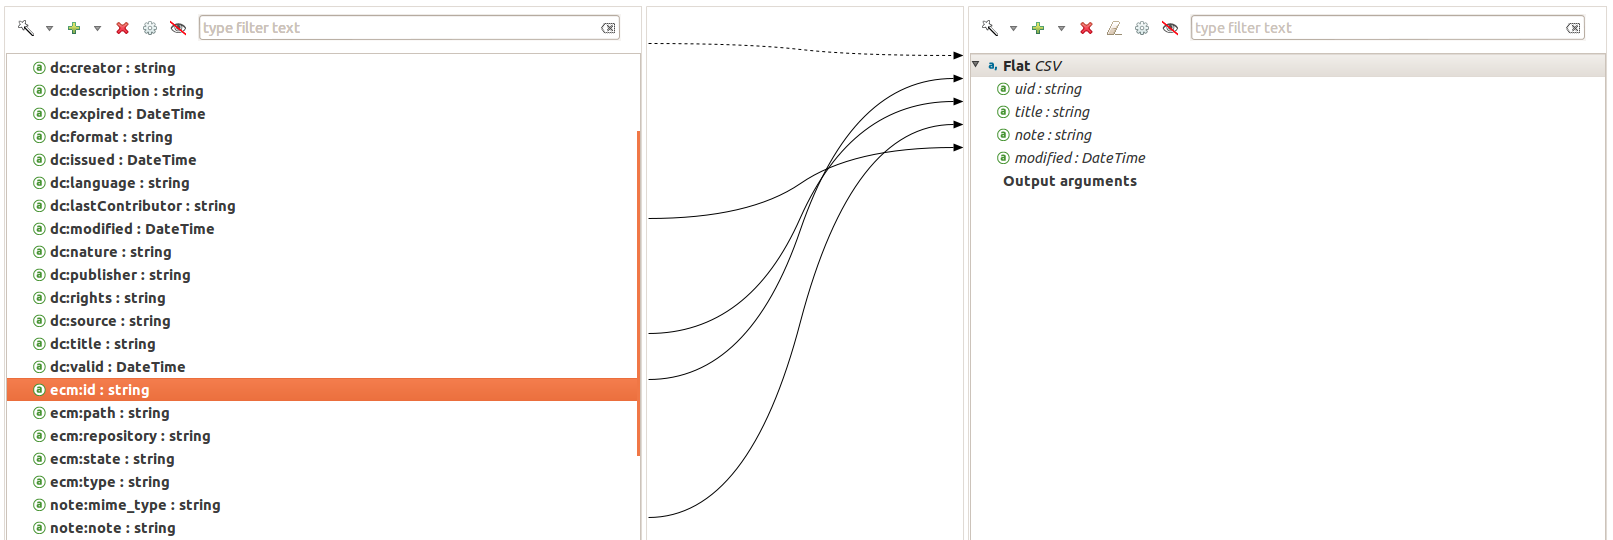 type filter text
dc:creator : string
dc:description : string
dc:expired : DateTime
dc:format : string
dc:issued : DateTime
dc:language : string
dc:lastContributor : string
dc:modified : DateTime
dc:nature : string
dc:publisher : string
dc:rights : string
dc:source : string
dc:title : string
dc:valid : DateTime
ecm:id : string
ecm:path : string
ecm:repository : string
ecm:state : string
ecm:type : string
note:mime_type : string
note:note : string
type filter text
Flat CSV
uid : string
title : string
note : string
modified : DateTime
Output arguments